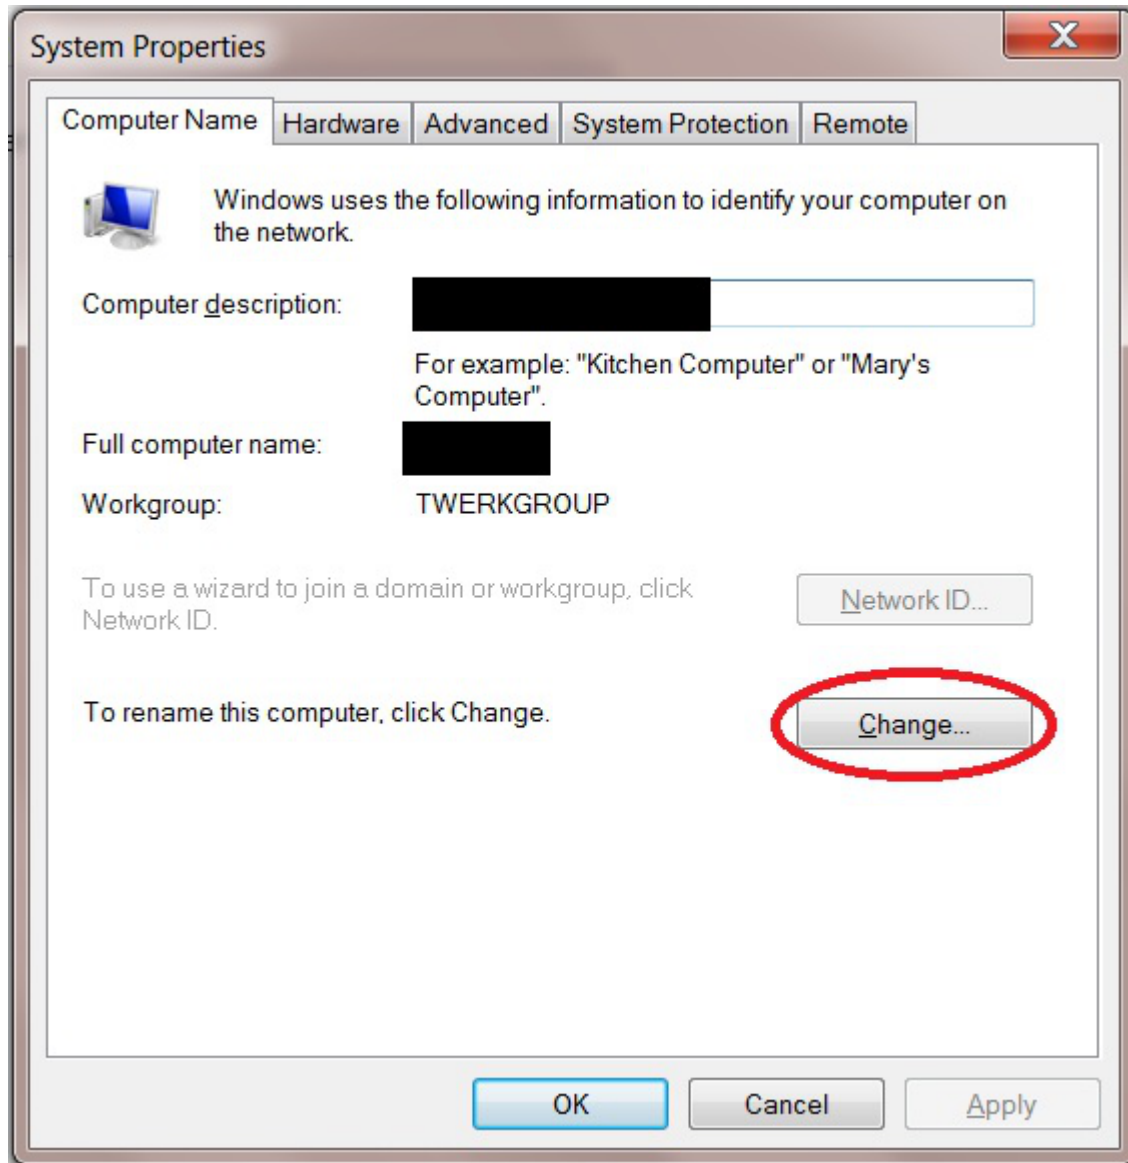 System Properties
X
Computer Name Hardware Advanced System Protection Remote
Windows uses the following information to identify your computer on
the network.
Computer description:
For example: "Kitchen Computer" or "Mary's
Computer".
Full computer name:
Workgroup: TWERKGROUP
To use a wizard to join a domain or workgroup, click
Network ID.
Network ID...
To rename this computer, click Change.
Change...
OK Cancel Apply